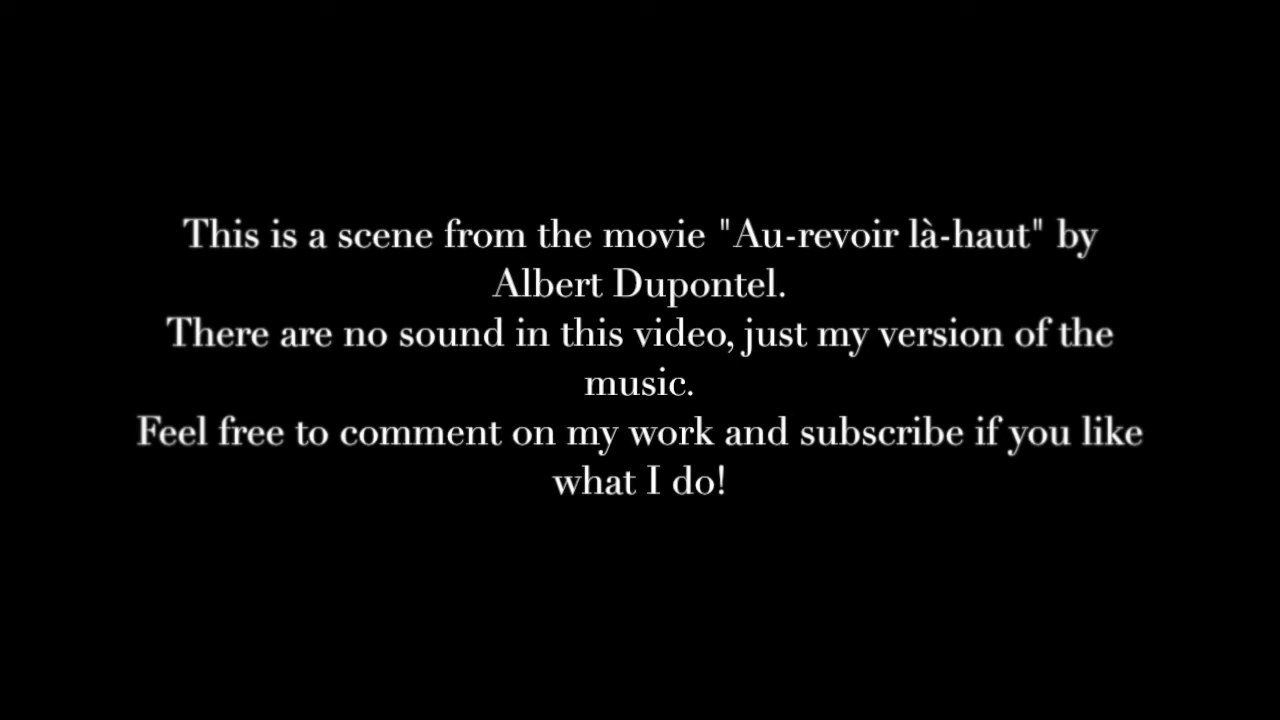 This is a scene from the movie "Au-revoir là-haut" by
Albert Dupontel.
There are no sound in this video, just my version of the
music.
Feel free to comment on my work and subscribe if you like
what I do!